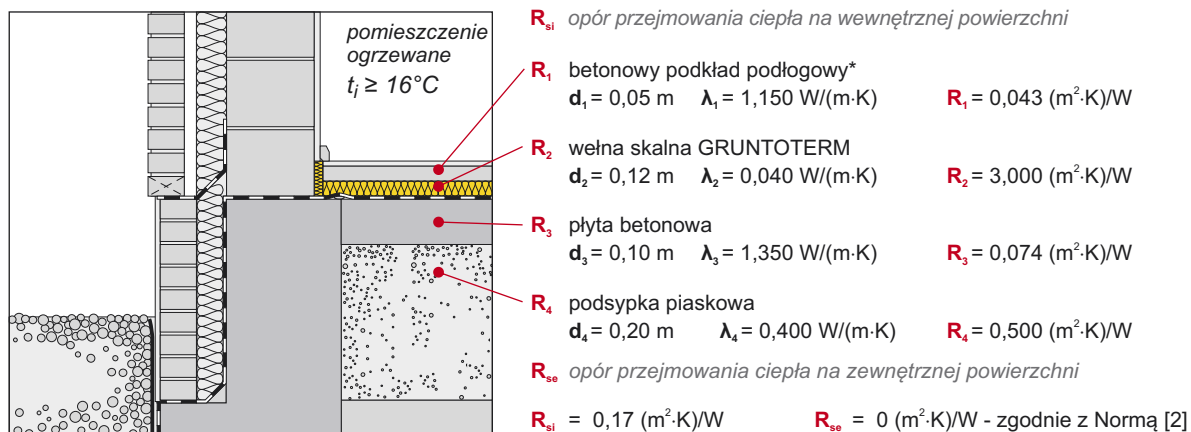 pomieszczenie
ogrzewane
tᵢ ≥ 16°C
Rₛᵢ opór przejmowania ciepła na wewnętrznej powierzchni
R₁ betonowy podkład podłogowy*
d₁ = 0,05 m λ₁ = 1,150 W/(m·K) R₁ = 0,043 (m²·K)/W
R₂ wełna skalna GRUNTOTERM
d₂ = 0,12 m λ₂ = 0,040 W/(m·K) R₂ = 3,000 (m²·K)/W
R₃ płyta betonowa
d₃ = 0,10 m λ₃ = 1,350 W/(m·K) R₃ = 0,074 (m²·K)/W
R₄ podsypka piaskowa
d₄ = 0,20 m λ₄ = 0,400 W/(m·K) R₄ = 0,500 (m²·K)/W
Rₛₑ opór przejmowania ciepła na zewnętrznej powierzchni
Rₛᵢ = 0,17 (m²·K)/W Rₛₑ = 0 (m²·K)/W - zgodnie z Normą [2]